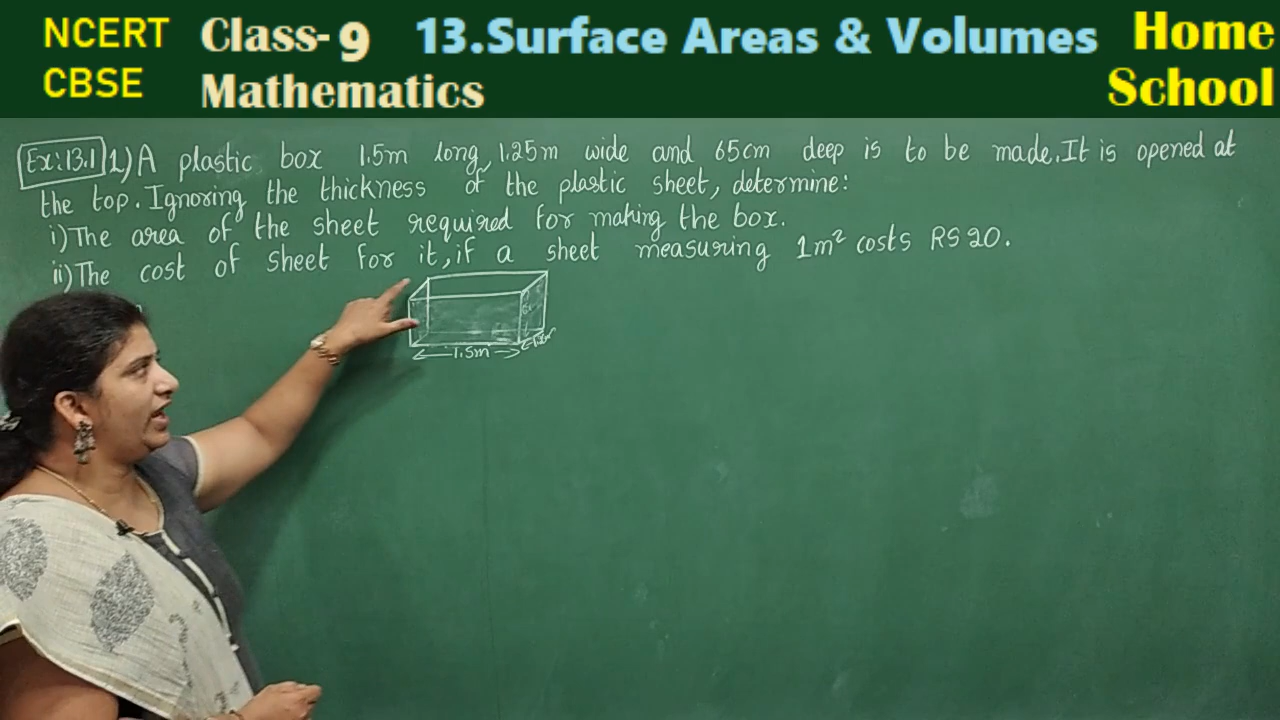 NCERT Class-9 13.Surface Areas & Volumes Home
CBSE Mathematics School
Ex:13.1 1) A plastic box 1.5m long, 1.25m wide and 65cm deep is to be made. It is opened at
the top. Ignoring the thickness of the plastic sheet, determine:
i) The area of the sheet required for making the box.
ii) The cost of sheet for it, if a sheet measuring 1m² costs RS 20.
1.5m